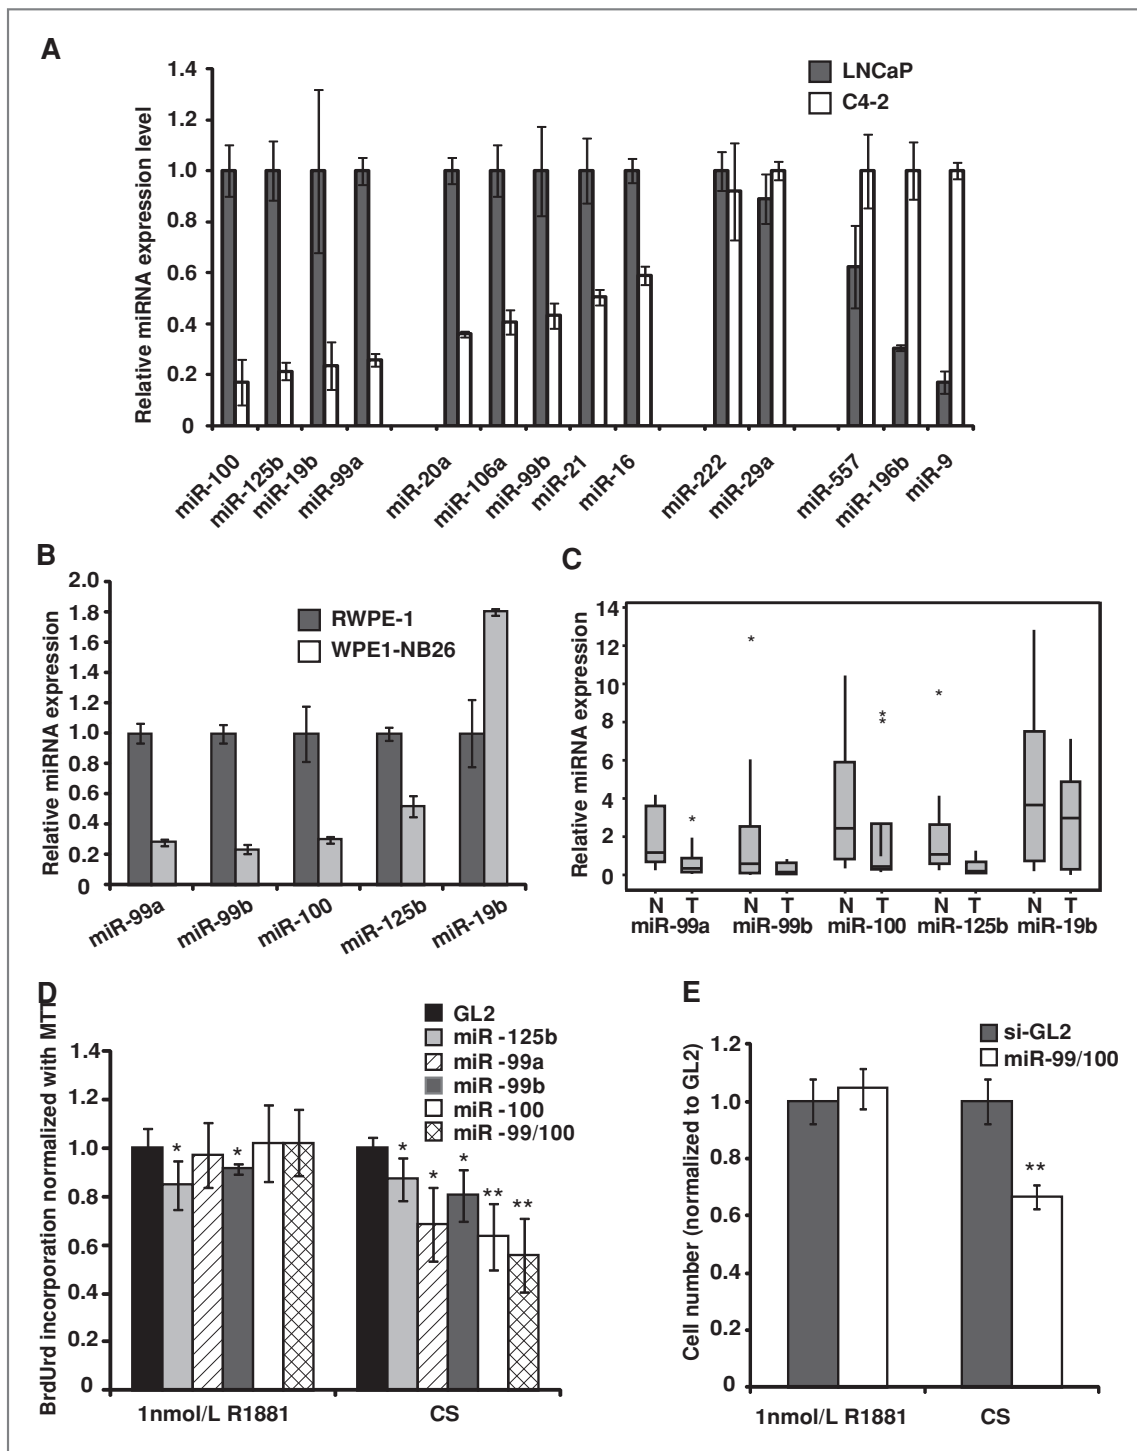 A
1.4
1.2
1.0
0.8
0.6
0.4
0.2
0
Relative miRNA expression level
LNCaP
C4-2
miR-100
miR-125b
miR-19b
miR-99a
miR-20a
miR-106a
miR-99b
miR-21
miR-16
miR-222
miR-29a
miR-557
miR-196b
miR-9
B
2.0
1.8
1.6
1.4
1.2
1.0
0.8
0.6
0.4
0.2
0
Relative miRNA expression
RWPE-1
WPE1-NB26
miR-99a
miR-99b
miR-100
miR-125b
miR-19b
C
14
12
10
8
6
4
2
0
Relative miRNA expression
* * * * * *
N T N T N T N T N T
miR-99a miR-99b miR-100 miR-125b miR-19b
D
BrdUrd incorporation normalized with MTT
1.4
1.2
1.0
0.8
0.6
0.4
0.2
0
GL2
miR -125b
miR -99a
miR -99b
miR -100
miR -99/100
* * * * * ** **
1nmol/L R1881 CS
E
Cell number (normalized to GL2)
1.2
1.0
0.8
0.6
0.4
0.2
0
si-GL2
miR-99/100
**
1nmol/L R1881 CS